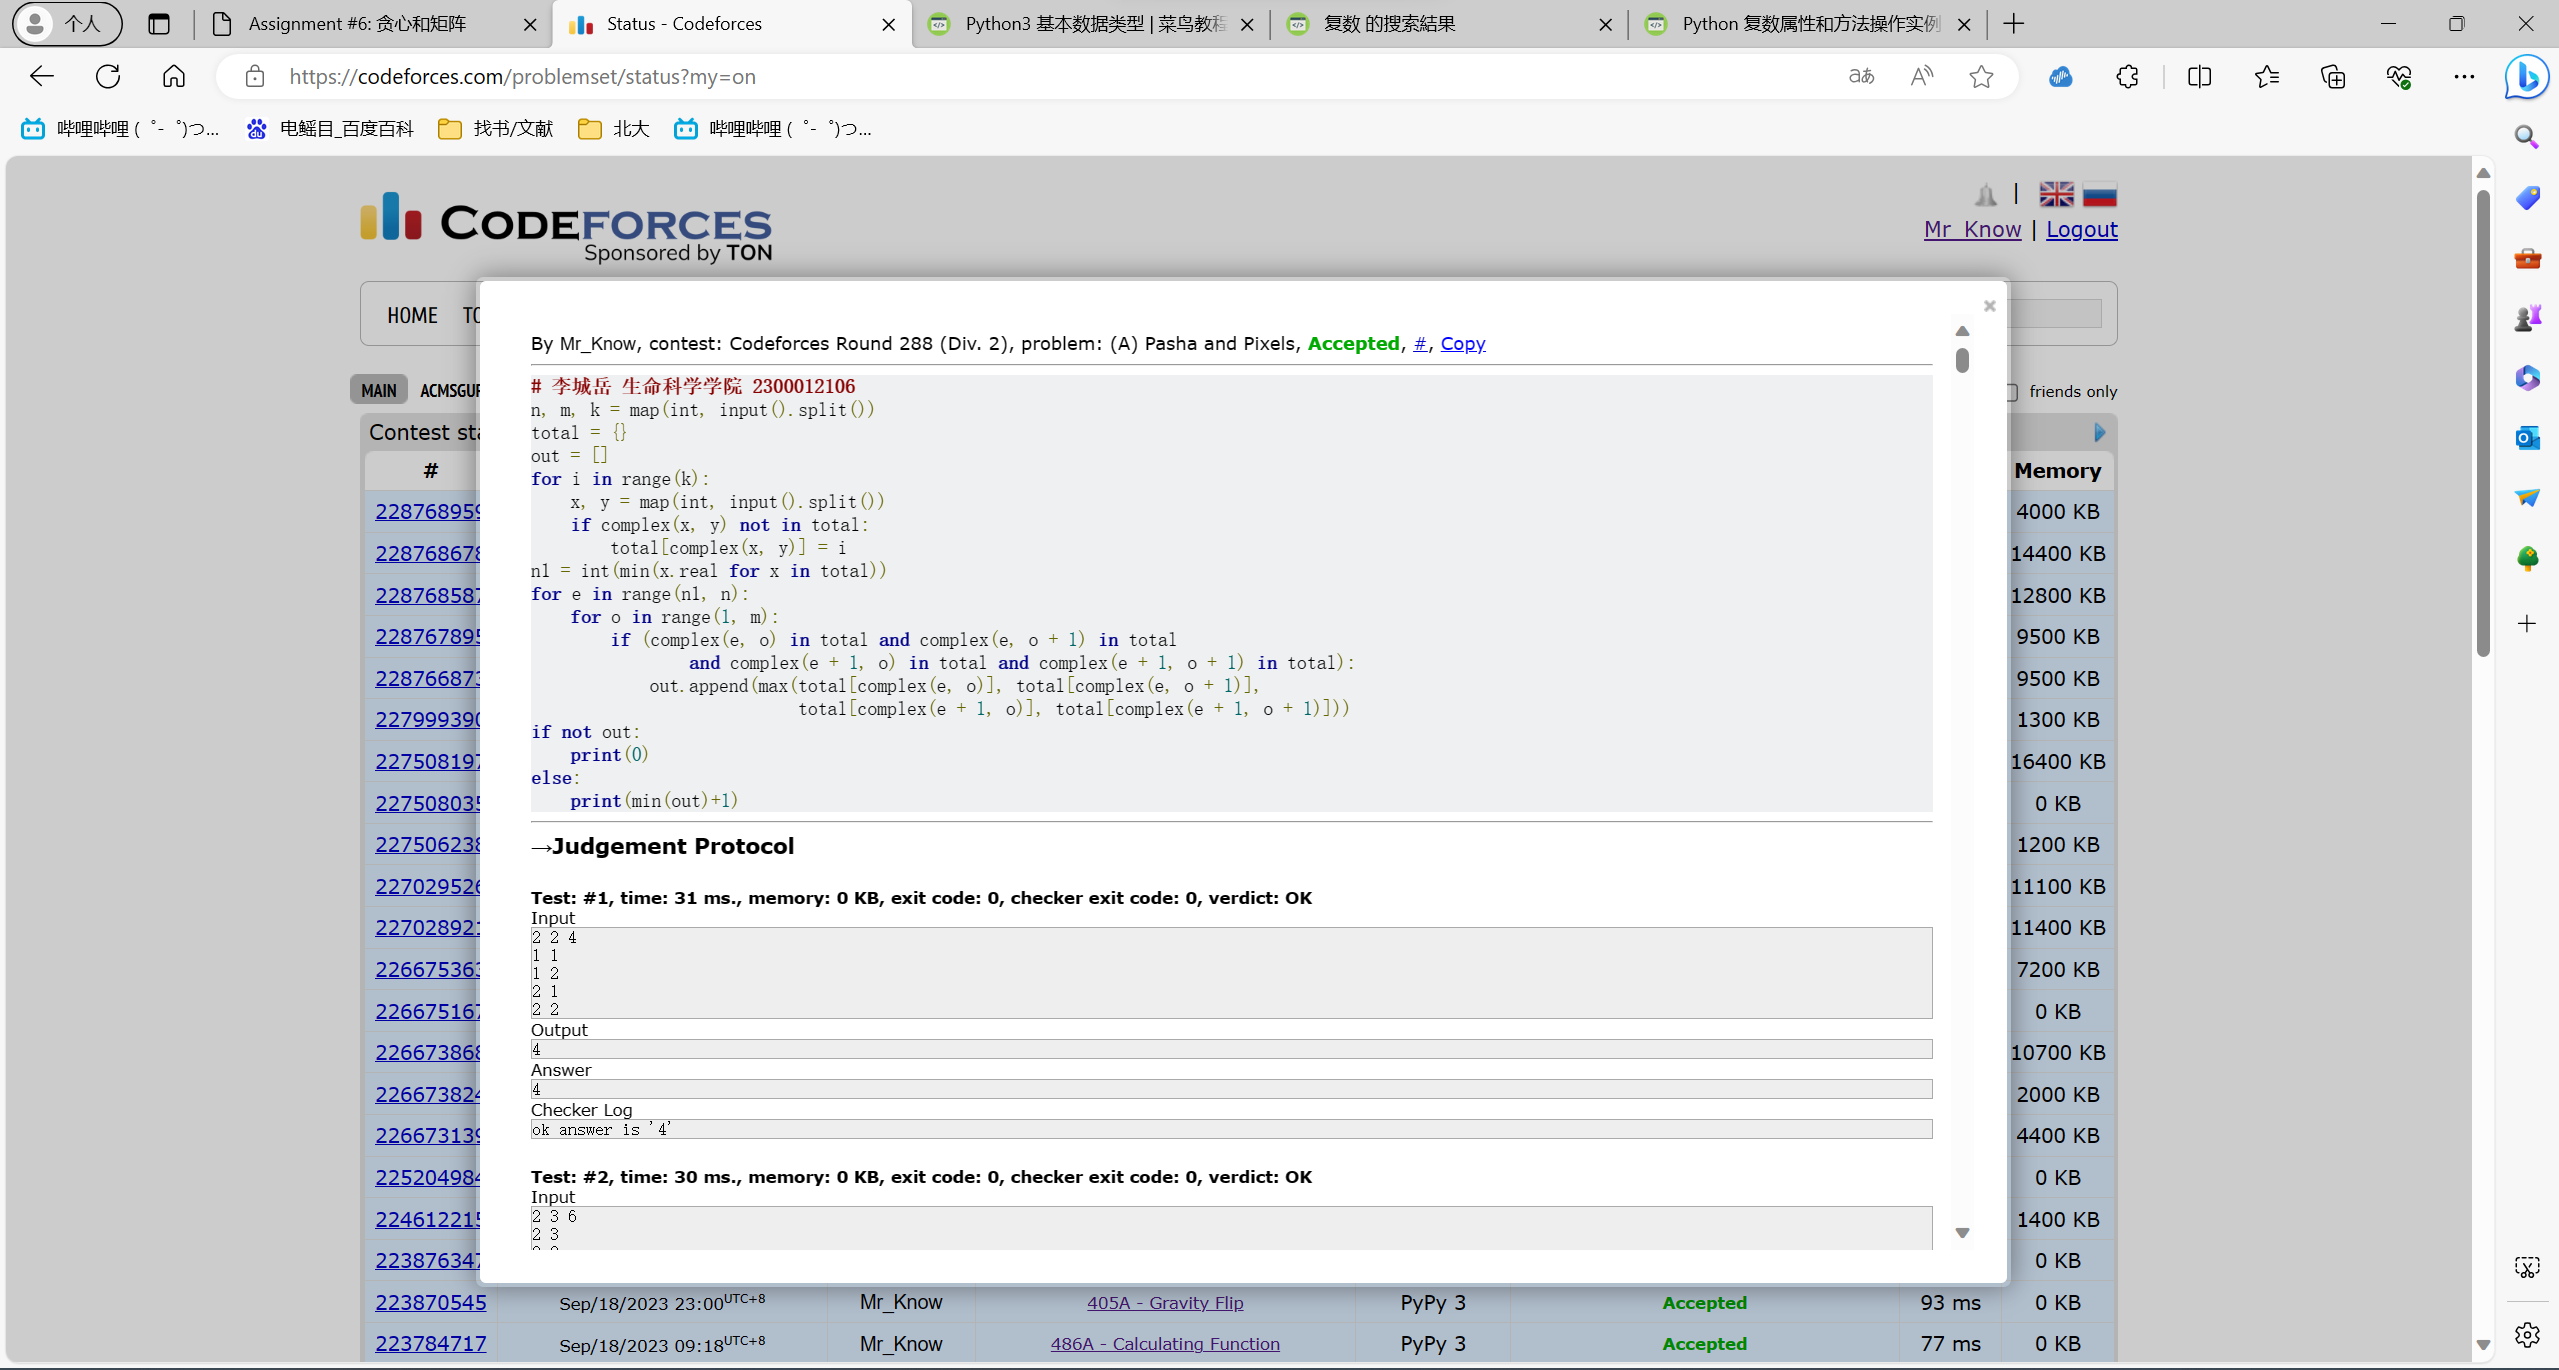 个人
Assignment #6: 贪心和矩阵
Status - Codeforces
Python3 基本数据类型 | 菜鸟教程
复数 的搜索結果
Python 复数属性和方法操作实例
https://codeforces.com/problemset/status?my=on
哔哩哔哩 ( ゜- ゜)つ...
电鳐目_百度百科
找书/文献
北大
哔哩哔哩 ( ゜- ゜)つ...
CODEFORCES
Sponsored by TON
Mr_Know | Logout
HOME
MAIN ACMSGU
friends only
Contest sta
# Memory
By Mr_Know, contest: Codeforces Round 288 (Div. 2), problem: (A) Pasha and Pixels, Accepted, #, Copy
# 李城岳 生命科学学院 2300012106
n, m, k = map(int, input().split())
total = {}
out = []
for i in range(k):
    x, y = map(int, input().split())
    if complex(x, y) not in total:
        total[complex(x, y)] = i
nl = int(min(x.real for x in total))
for e in range(nl, n):
    for o in range(1, m):
        if (complex(e, o) in total and complex(e, o + 1) in total
                and complex(e + 1, o) in total and complex(e + 1, o + 1) in total):
            out.append(max(total[complex(e, o)], total[complex(e, o + 1)],
                           total[complex(e + 1, o)], total[complex(e + 1, o + 1)]))
if not out:
    print(0)
else:
    print(min(out)+1)
→Judgement Protocol
Test: #1, time: 31 ms., memory: 0 KB, exit code: 0, checker exit code: 0, verdict: OK
Input
2 2 4
1 1
1 2
2 1
2 2
Output
4
Answer
4
Checker Log
ok answer is '4'
Test: #2, time: 30 ms., memory: 0 KB, exit code: 0, checker exit code: 0, verdict: OK
Input
2 3 6
2 3
22876895 4000 KB
22876867 14400 KB
22876858 12800 KB
22876789 9500 KB
22876687 9500 KB
22799939 1300 KB
22750819 16400 KB
22750803 0 KB
22750623 1200 KB
22702952 11100 KB
22702892 11400 KB
22667536 7200 KB
22667516 0 KB
22667386 10700 KB
22667382 2000 KB
22667313 4400 KB
22520498 0 KB
22461221 1400 KB
22387634 0 KB
223870545 Sep/18/2023 23:00UTC+8 Mr_Know 405A - Gravity Flip PyPy 3 Accepted 93 ms 0 KB
223784717 Sep/18/2023 09:18UTC+8 Mr_Know 486A - Calculating Function PyPy 3 Accepted 77 ms 0 KB